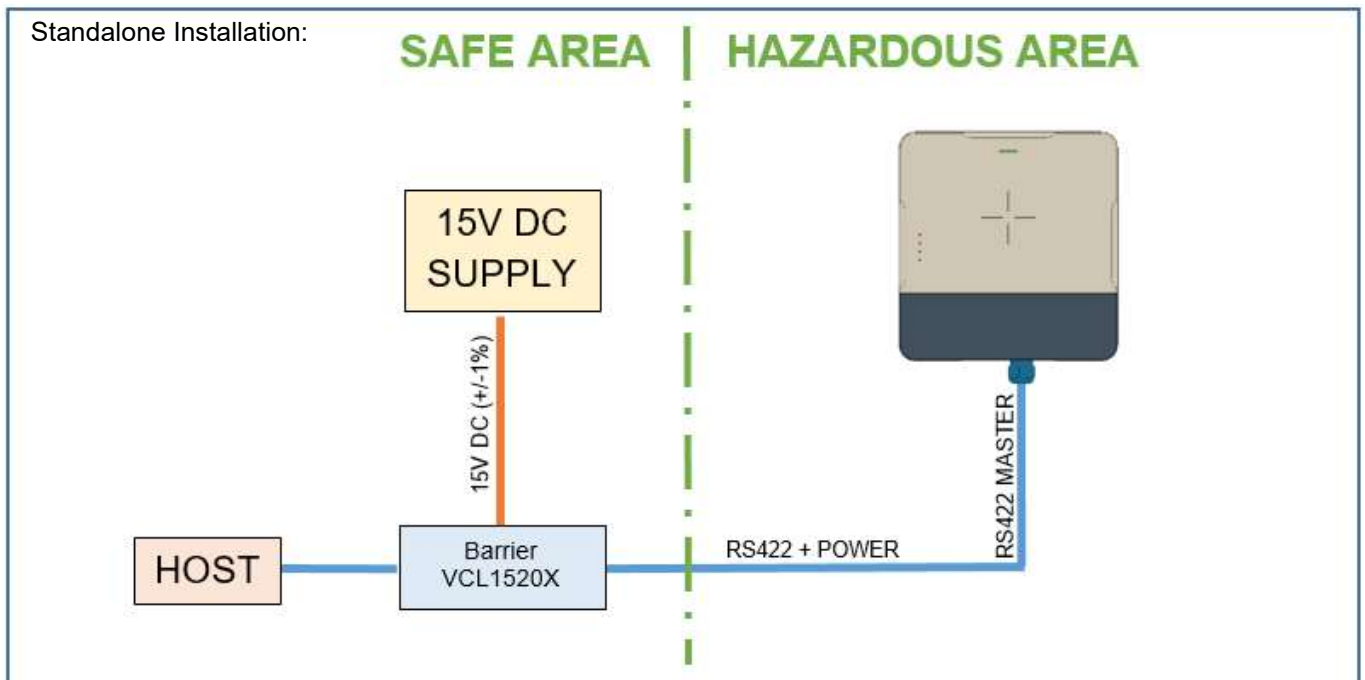 Standalone Installation:
SAFE AREA
HAZARDOUS AREA
15V DC
SUPPLY
15V DC (+/-1%)
RS422 MASTER
HOST
Barrier
VCL1520X
RS422 + POWER